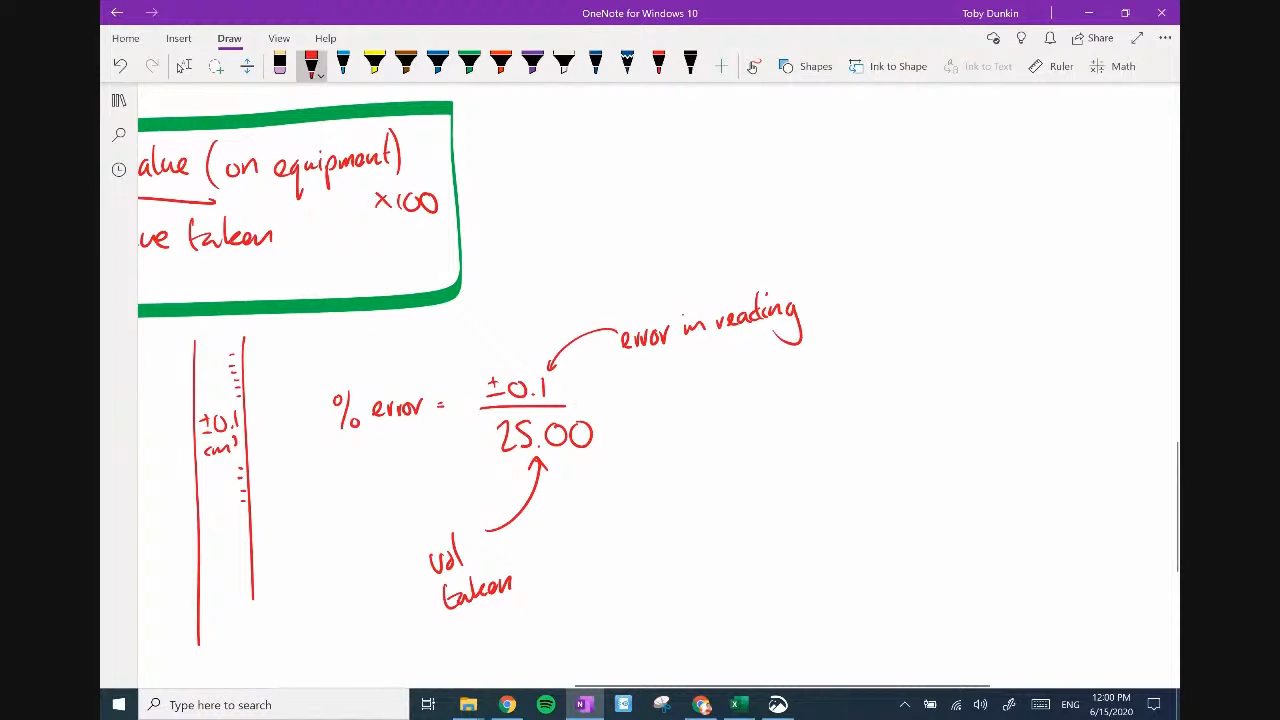 OneNote for Windows 10
Toby Dunkin
Home Insert Draw View Help
Share
Shapes Ink to Shape Ink to Text Ruler Math
alue (on equipment)
×100
ue taken
error in reading
±0.1
% error =
25.00
±0.1
cm³
vol
taken
Type here to search
ENG
12:00 PM
6/15/2020